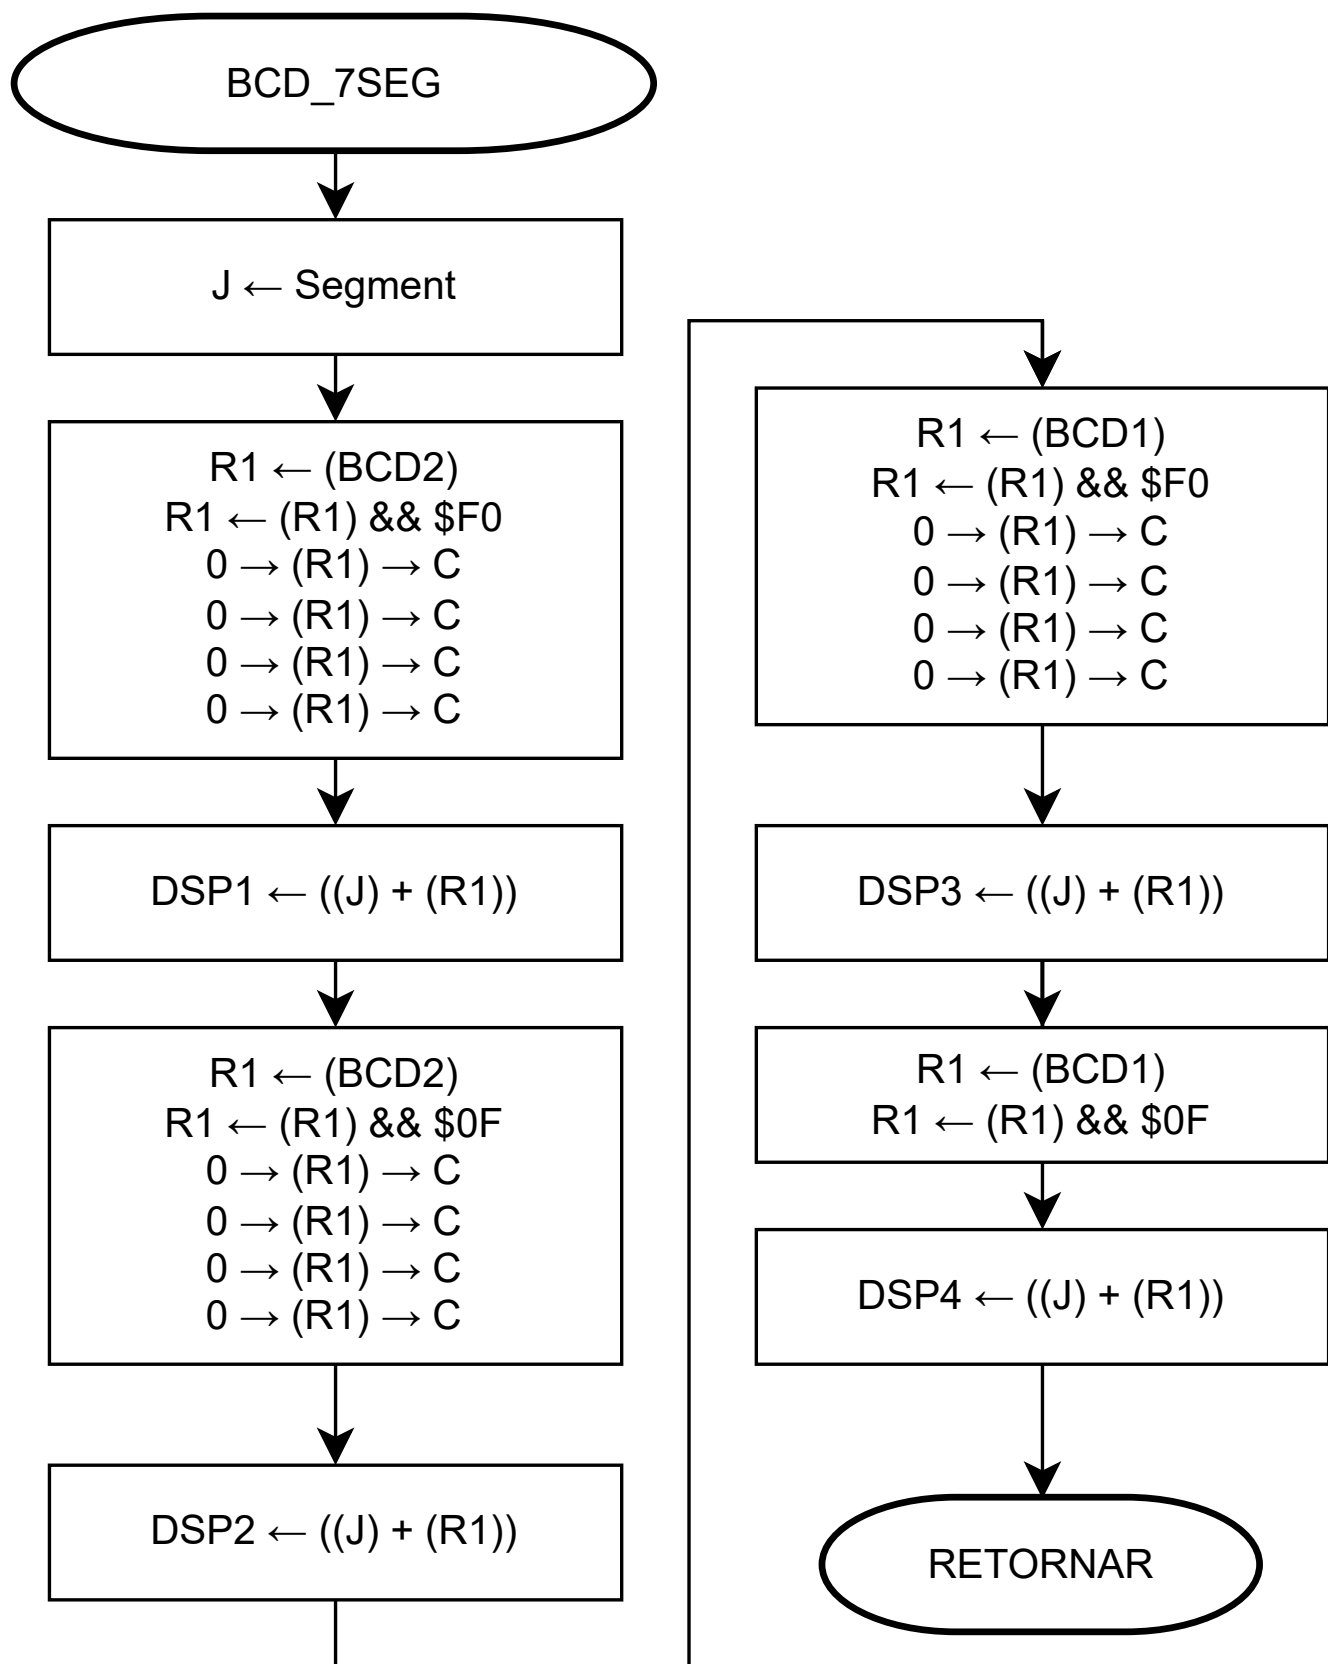 BCD_7SEG
J ← Segment
R1 ← (BCD2)
R1 ← (R1) && $F0
0 → (R1) → C
0 → (R1) → C
0 → (R1) → C
0 → (R1) → C
DSP1 ← ((J) + (R1))
R1 ← (BCD2)
R1 ← (R1) && $0F
0 → (R1) → C
0 → (R1) → C
0 → (R1) → C
0 → (R1) → C
DSP2 ← ((J) + (R1))
R1 ← (BCD1)
R1 ← (R1) && $F0
0 → (R1) → C
0 → (R1) → C
0 → (R1) → C
0 → (R1) → C
DSP3 ← ((J) + (R1))
R1 ← (BCD1)
R1 ← (R1) && $0F
DSP4 ← ((J) + (R1))
RETORNAR